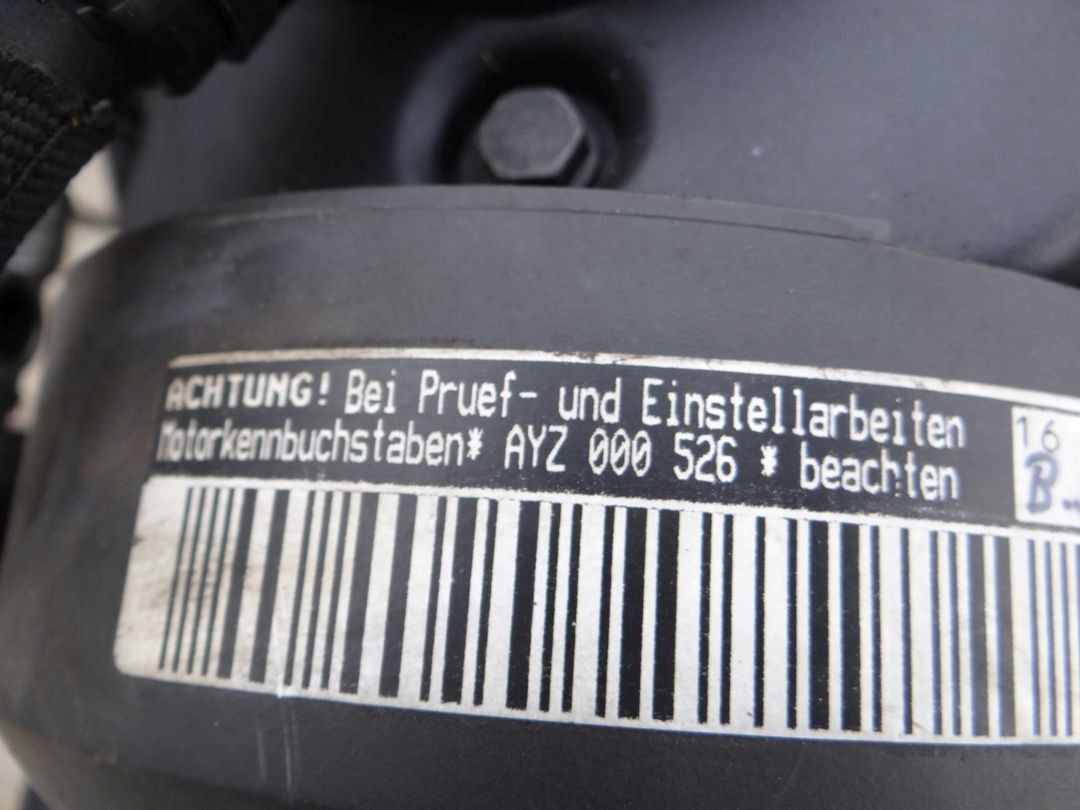 ACHTUNG! Bei Pruef- und Einstellarbeiten
Motorkennbuchstaben* AYZ 000 526 * beachten
16
B..